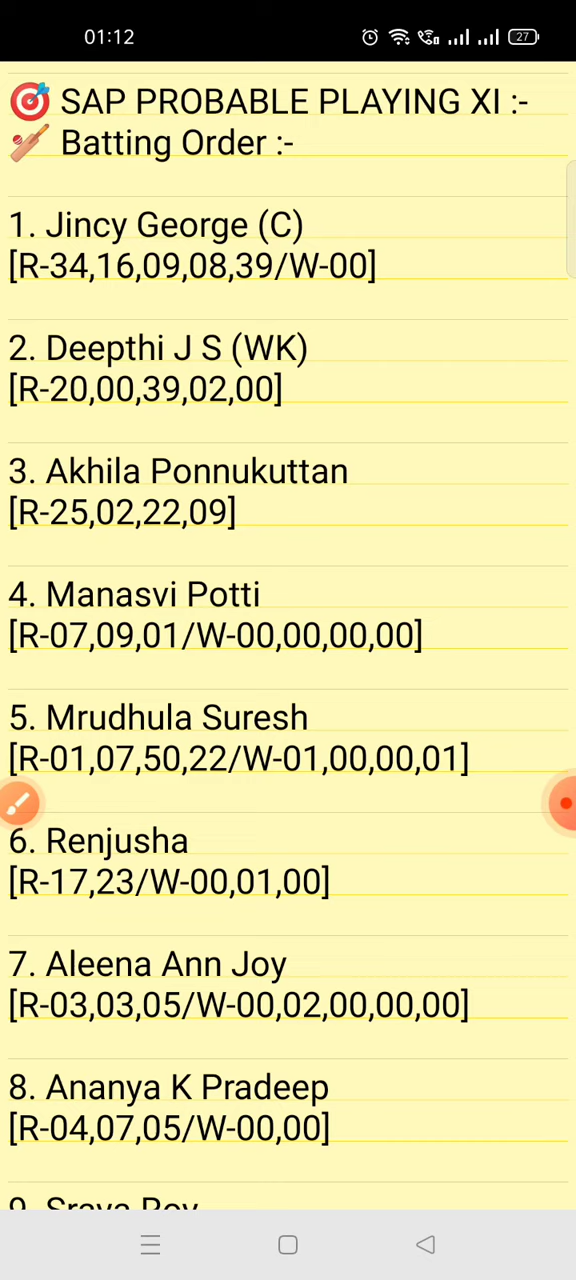 01:12
27
SAP PROBABLE PLAYING XI :-
Batting Order :-
1. Jincy George (C)
[R-34,16,09,08,39/W-00]
2. Deepthi J S (WK)
[R-20,00,39,02,00]
3. Akhila Ponnukuttan
[R-25,02,22,09]
4. Manasvi Potti
[R-07,09,01/W-00,00,00,00]
5. Mrudhula Suresh
[R-01,07,50,22/W-01,00,00,01]
6. Renjusha
[R-17,23/W-00,01,00]
7. Aleena Ann Joy
[R-03,03,05/W-00,02,00,00,00]
8. Ananya K Pradeep
[R-04,07,05/W-00,00]
9.